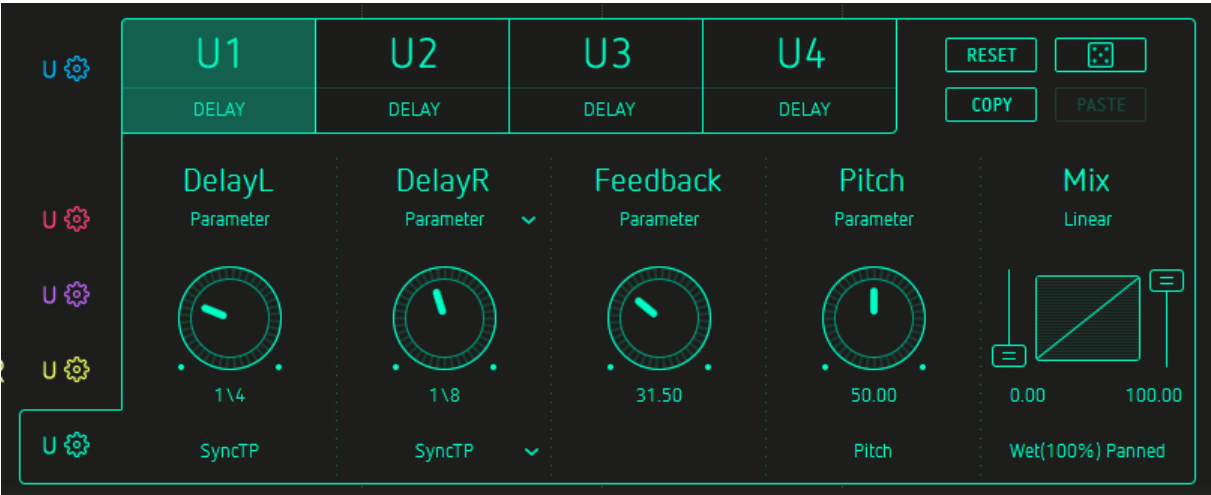 U
U1 U2 U3 U4
DELAY DELAY DELAY DELAY
RESET
COPY PASTE
DelayL DelayR Feedback Pitch Mix
Parameter Parameter Parameter Parameter Linear
U
U
U
1\4 1\8 31.50 50.00 0.00 100.00
U
SyncTP SyncTP Pitch Wet(100%) Panned